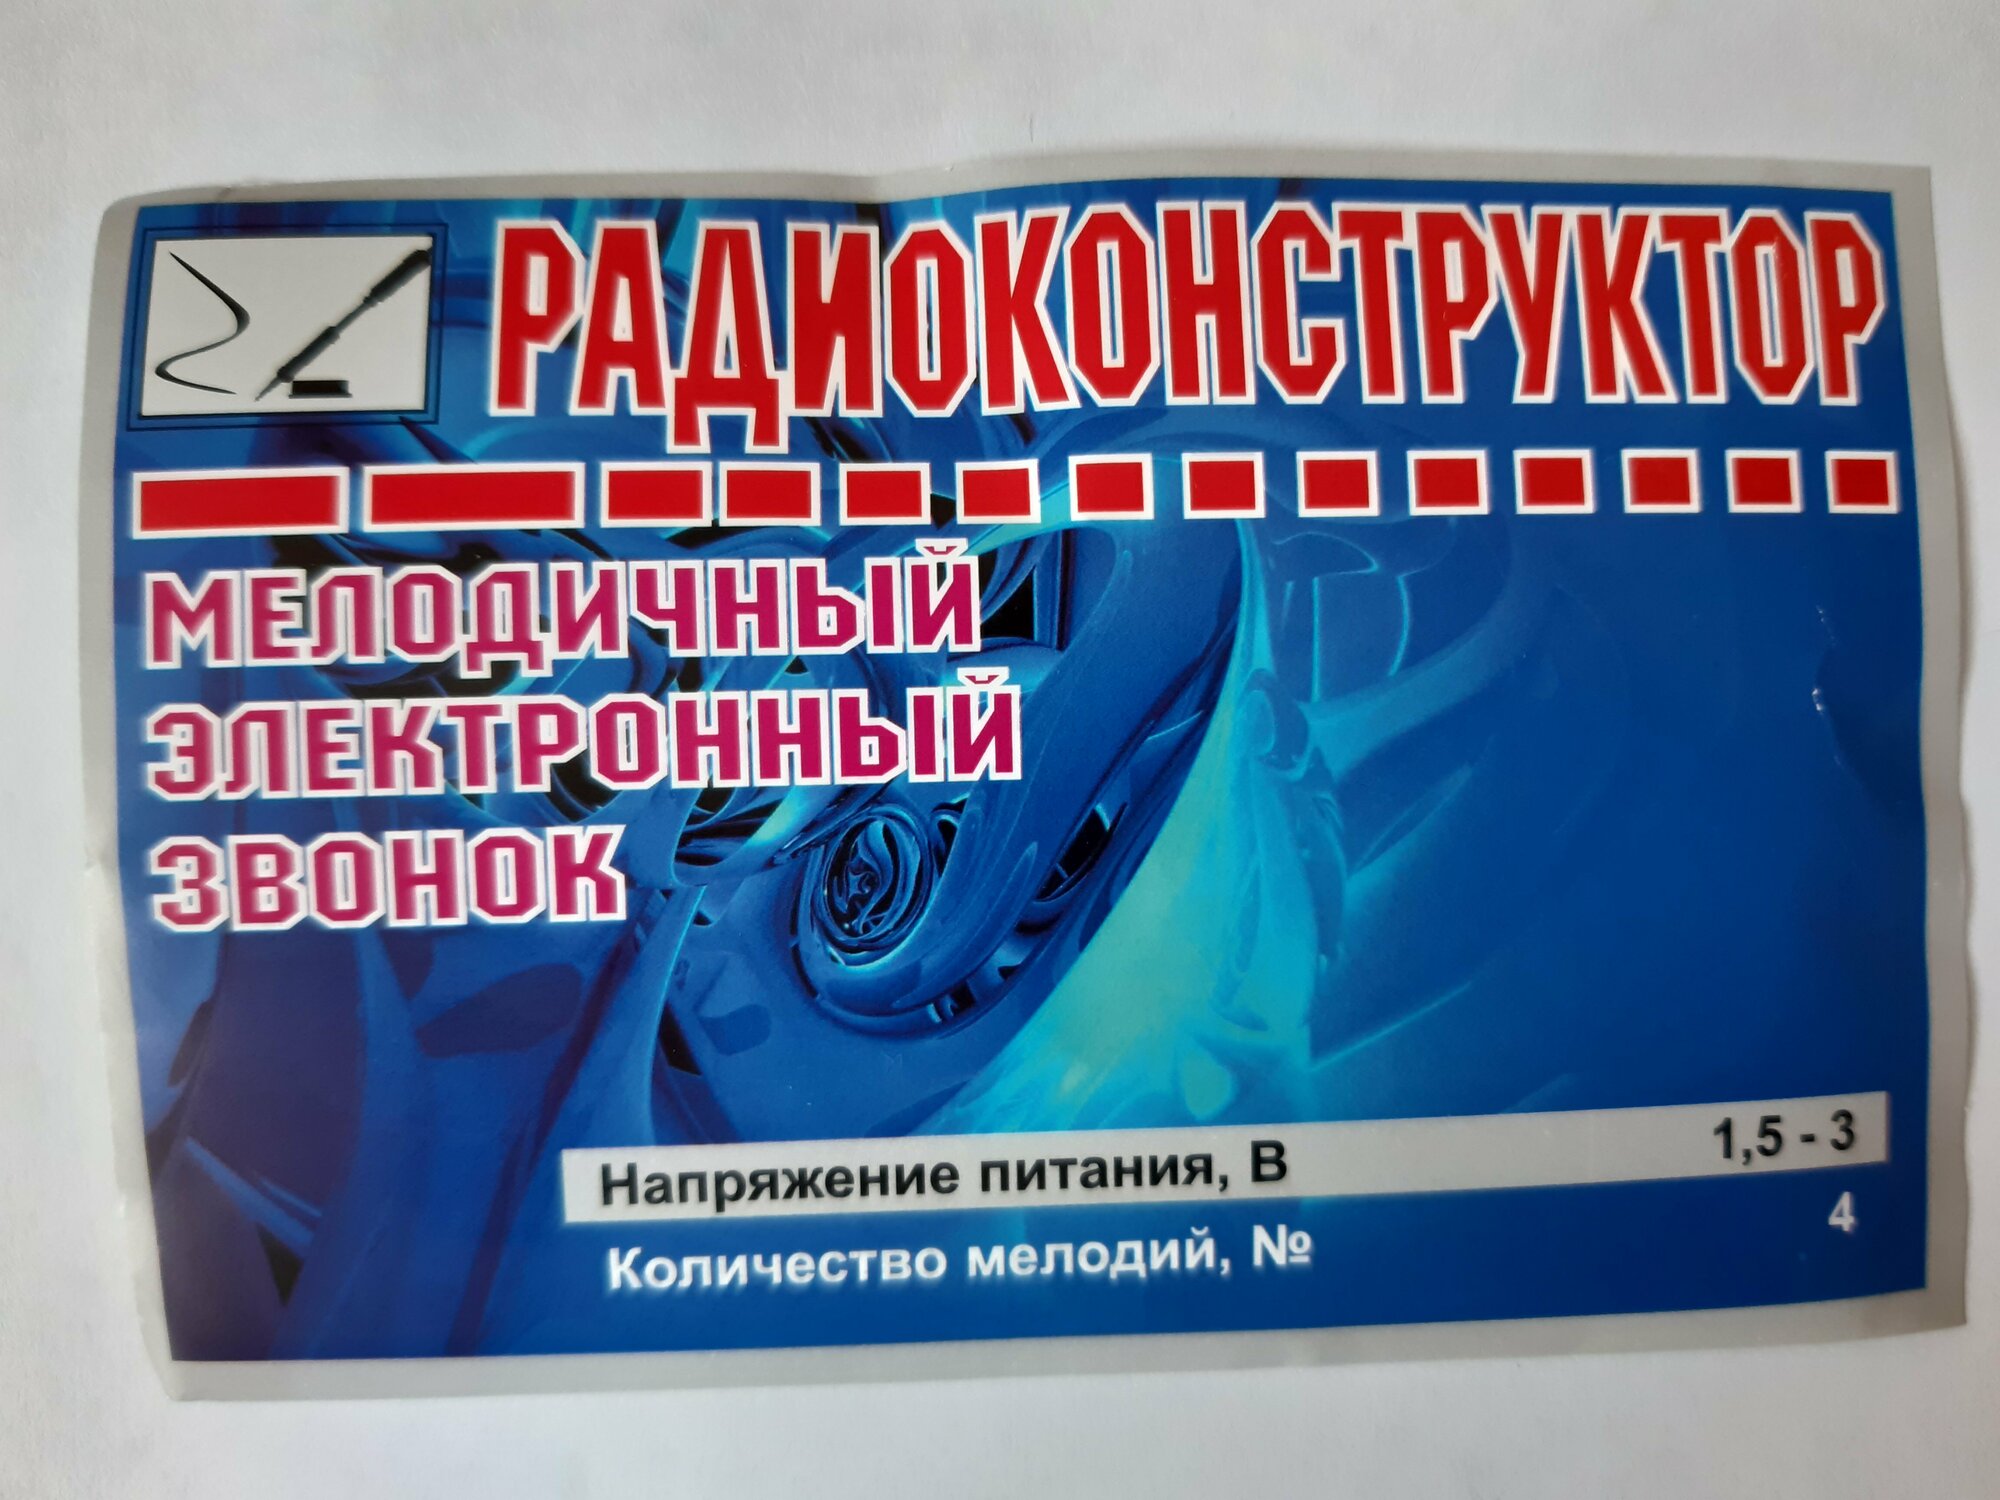 РАДИОКОНСТРУКТОР
МЕЛОДИЧНЫЙ
ЭЛЕКТРОННЫЙ
ЗВОНОК
Напряжение питания, В 1,5 - 3
Количество мелодий, № 4